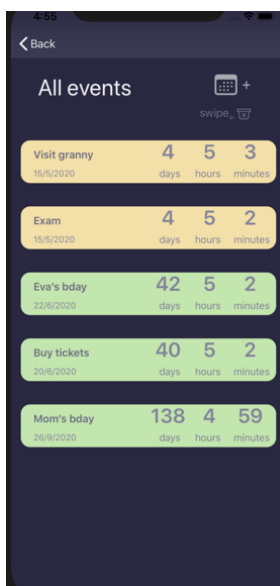 4:55
Back
All events
+
swipe
Visit granny 4 5 3
15/5/2020 days hours minutes
Exam 4 5 2
15/5/2020 days hours minutes
Eva's bday 42 5 2
22/6/2020 days hours minutes
Buy tickets 40 5 2
20/6/2020 days hours minutes
Mom's bday 138 4 59
26/9/2020 days hours minutes